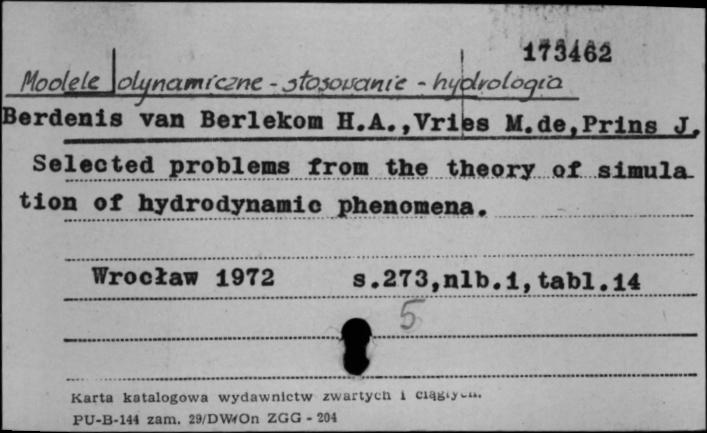 173462
Modele dynamiczne - stosowanie - hydrologia
Berdenis van Berlekom H.A.,Vries M.de,Prins J.
Selected problems from the theory of simula
tion of hydrodynamic phenomena.
Wrocław 1972 s.273,nlb.1,tabl.14
5
Karta katalogowa wydawnictw zwartych i ciągłych.
PU-B-144 zam. 29/DW/On ZGG - 204